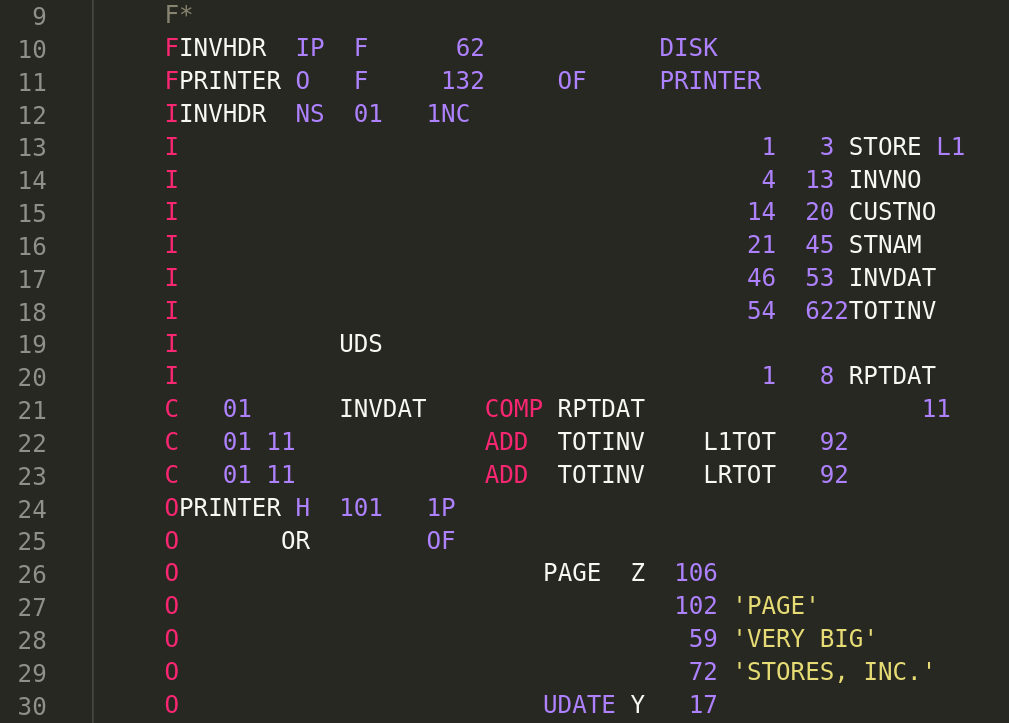 9        F*
10        FINVHDR  IP  F      62            DISK
11        FPRINTER O   F     132     OF     PRINTER
12        IINVHDR  NS  01   1NC
13        I                                        1   3 STORE L1
14        I                                        4  13 INVNO
15        I                                       14  20 CUSTNO
16        I                                       21  45 STNAM
17        I                                       46  53 INVDAT
18        I                                       54  622TOTINV
19        I           UDS
20        I                                        1   8 RPTDAT
21        C   01      INVDAT    COMP RPTDAT                   11
22        C   01 11             ADD  TOTINV    L1TOT   92
23        C   01 11             ADD  TOTINV    LRTOT   92
24        OPRINTER H  101   1P
25        O       OR        OF
26        O                         PAGE  Z  106
27        O                                  102 'PAGE'
28        O                                   59 'VERY BIG'
29        O                                   72 'STORES, INC.'
30        O                         UDATE Y   17